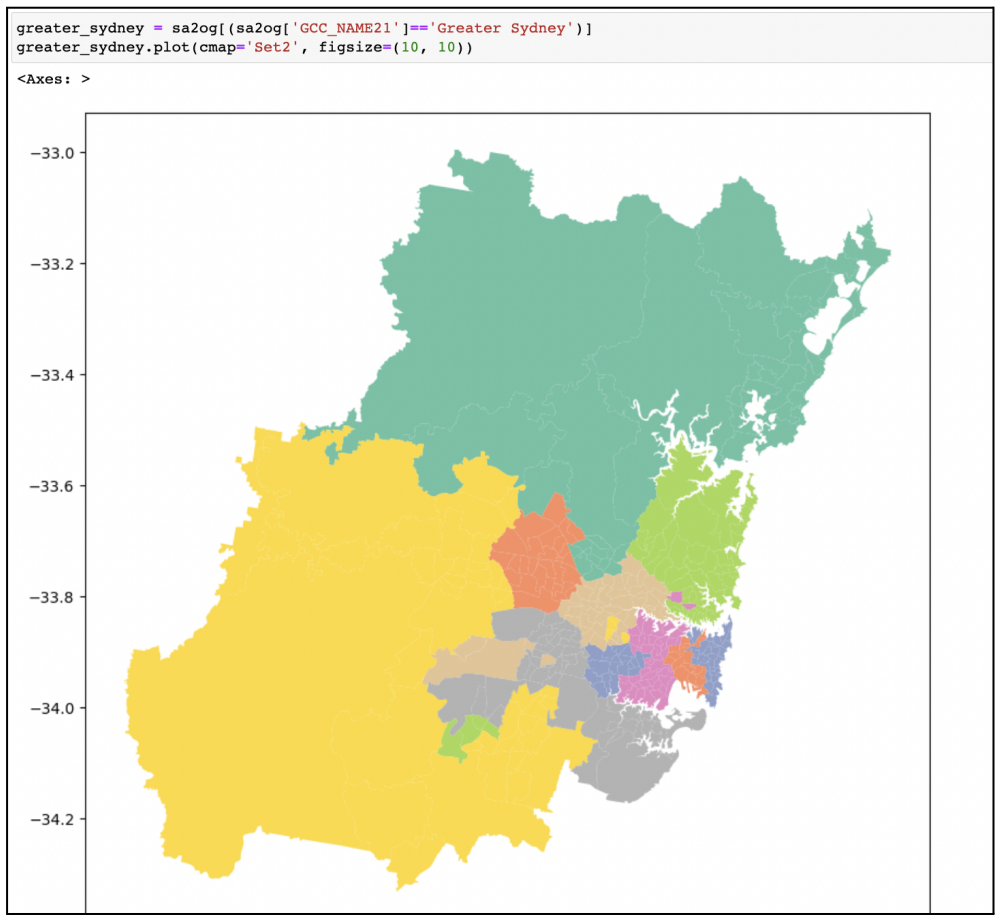 greater_sydney = sa2og[(sa2og['GCC_NAME21']=='Greater Sydney')]
greater_sydney.plot(cmap='Set2', figsize=(10, 10))
<Axes: >
−33.0
−33.2
−33.4
−33.6
−33.8
−34.0
−34.2